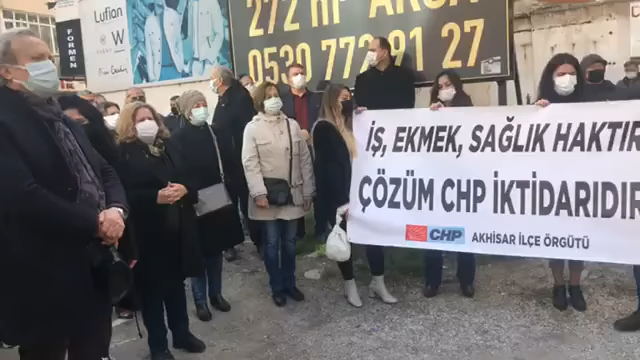 Lufian
W
FORMEN
272 m² ARSA
0530 772 91 27
İŞ, EKMEK, SAĞLIK HAKTIR
ÇÖZÜM CHP İKTİDARIDIR
CHP AKHİSAR İLÇE ÖRGÜTÜ